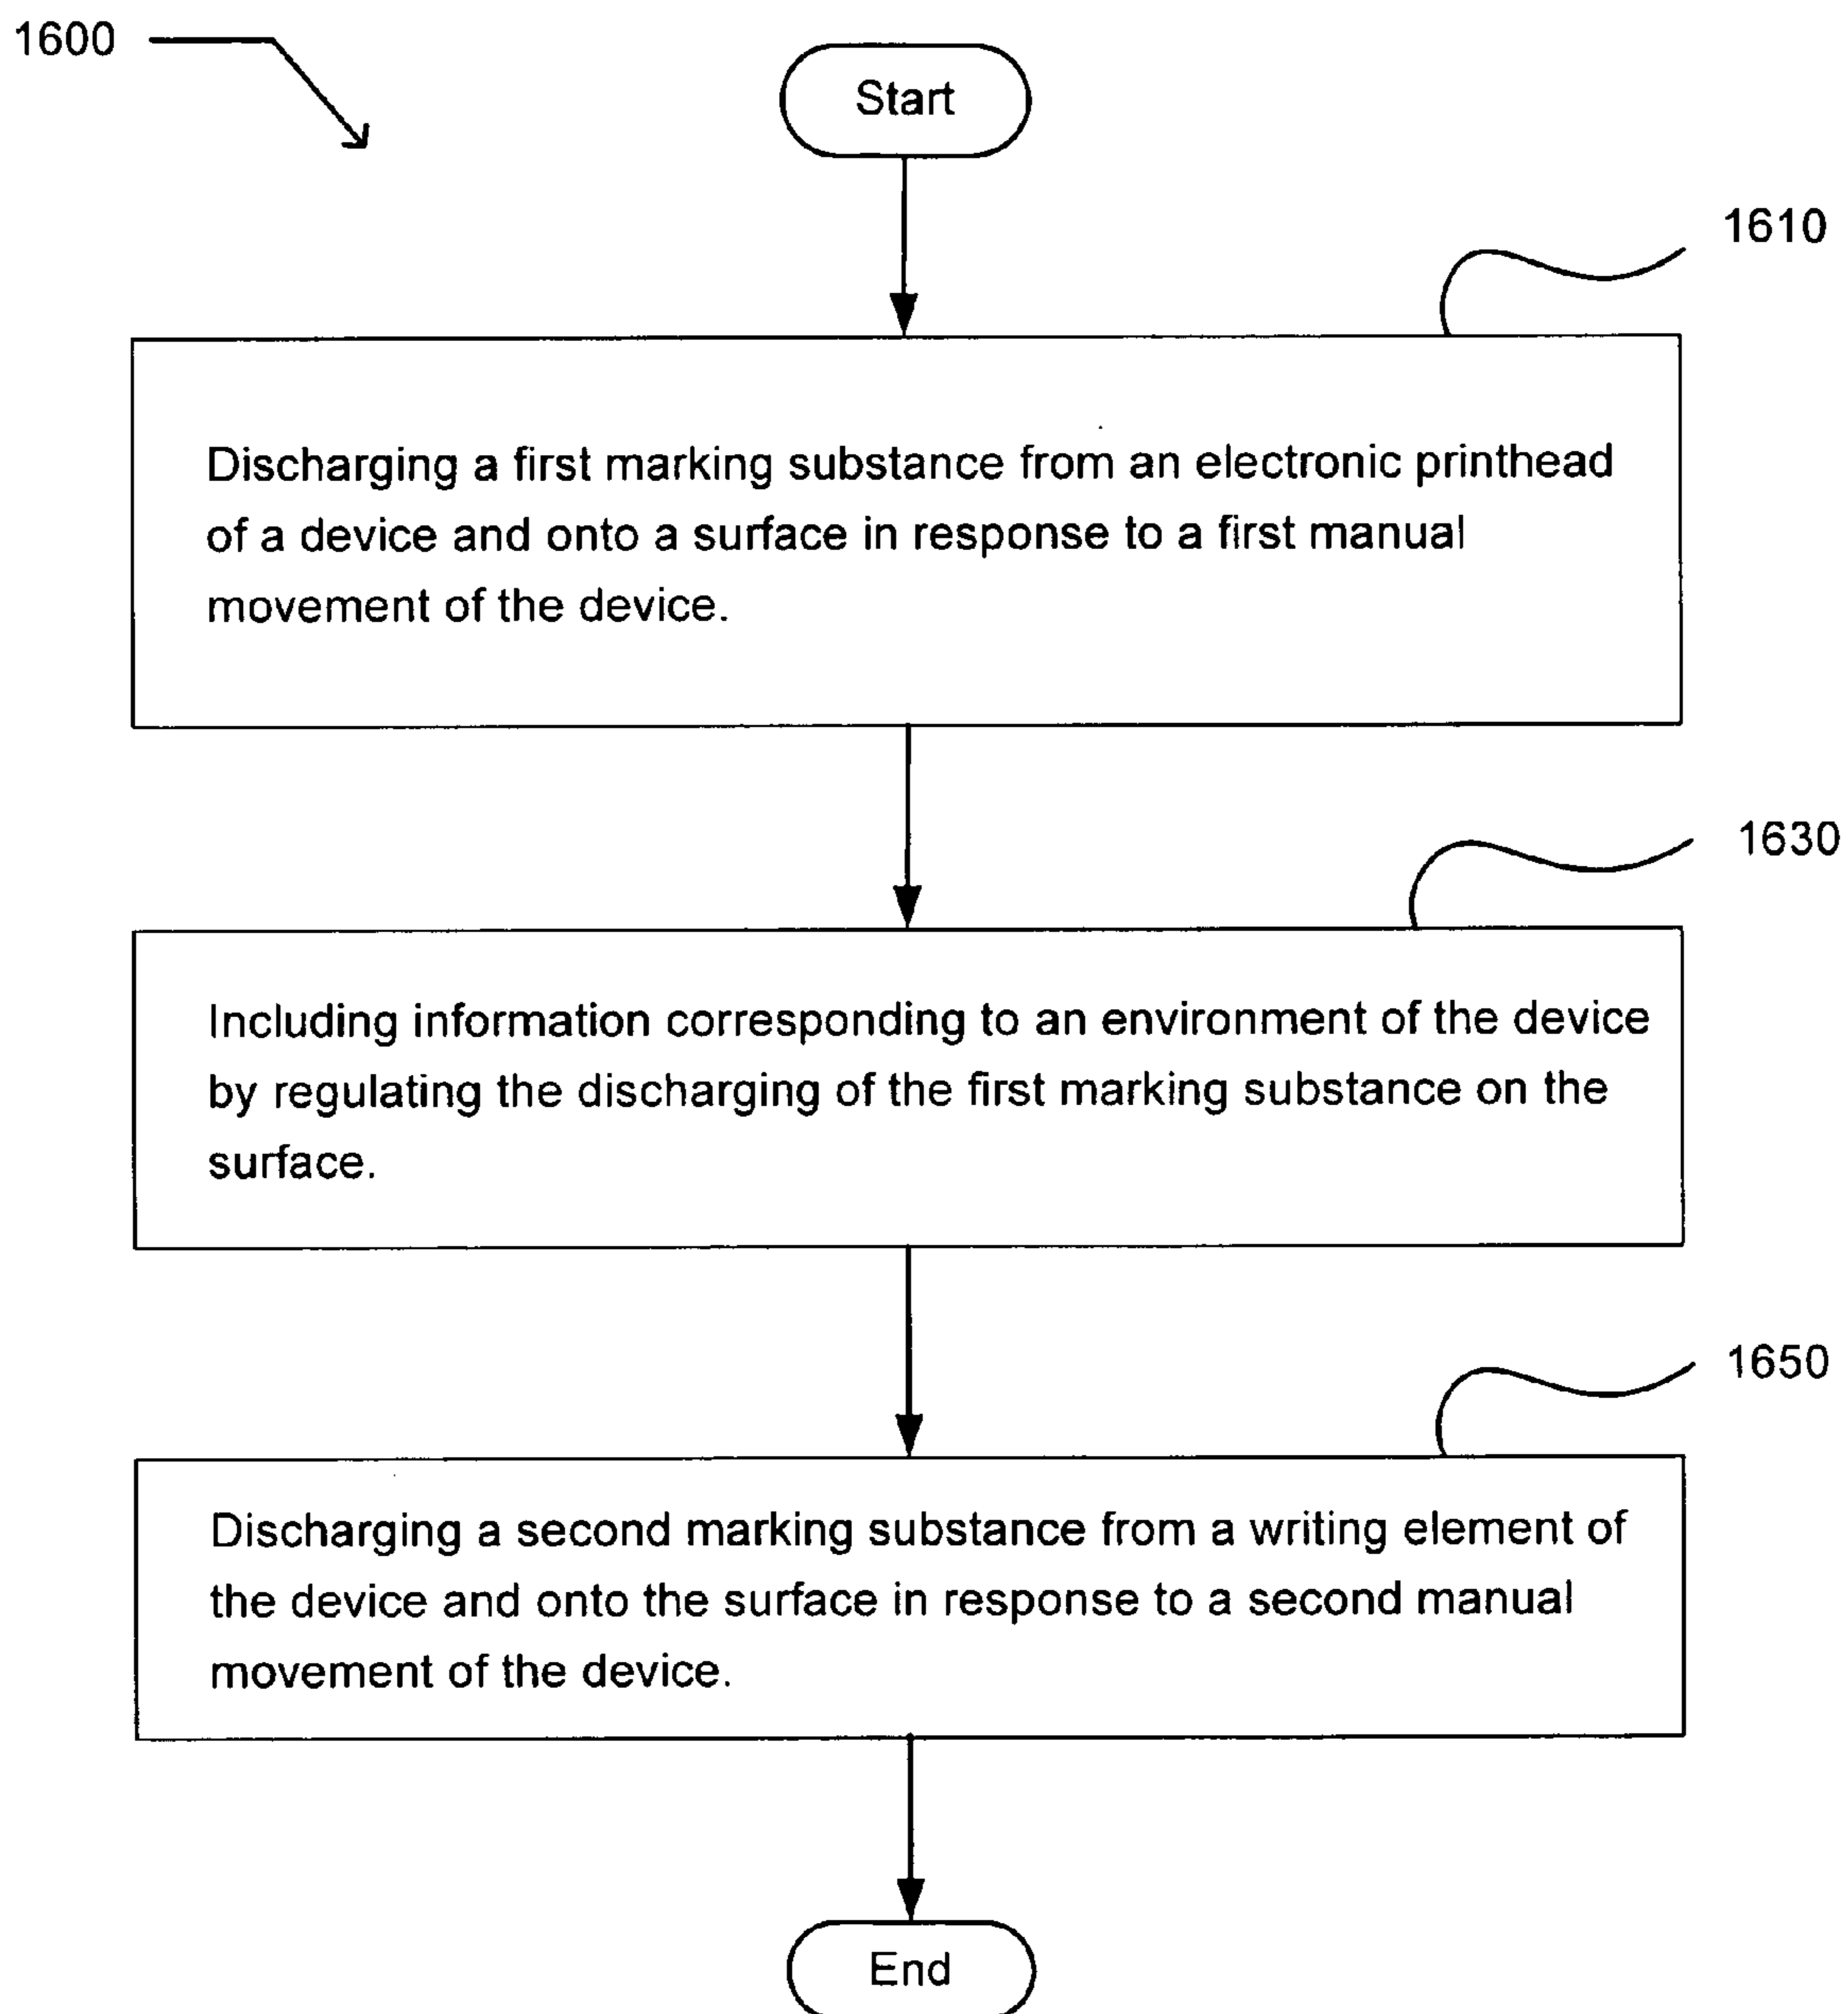 1600
Start
1610
Discharging a first marking substance from an electronic printhead
of a device and onto a surface in response to a first manual
movement of the device.
1630
Including information corresponding to an environment of the device
by regulating the discharging of the first marking substance on the
surface.
1650
Discharging a second marking substance from a writing element of
the device and onto the surface in response to a second manual
movement of the device.
End